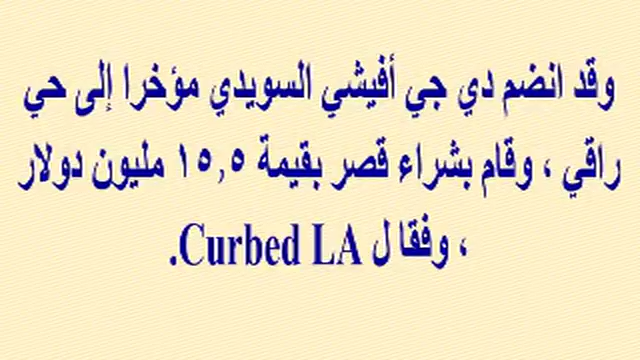 وقد انضم دي جي أفيشي السويدي مؤخرا إلى حي
راقي ، وقام بشراء قصر بقيمة ١٥,٥ مليون دولار
، وفقا ل Curbed LA.